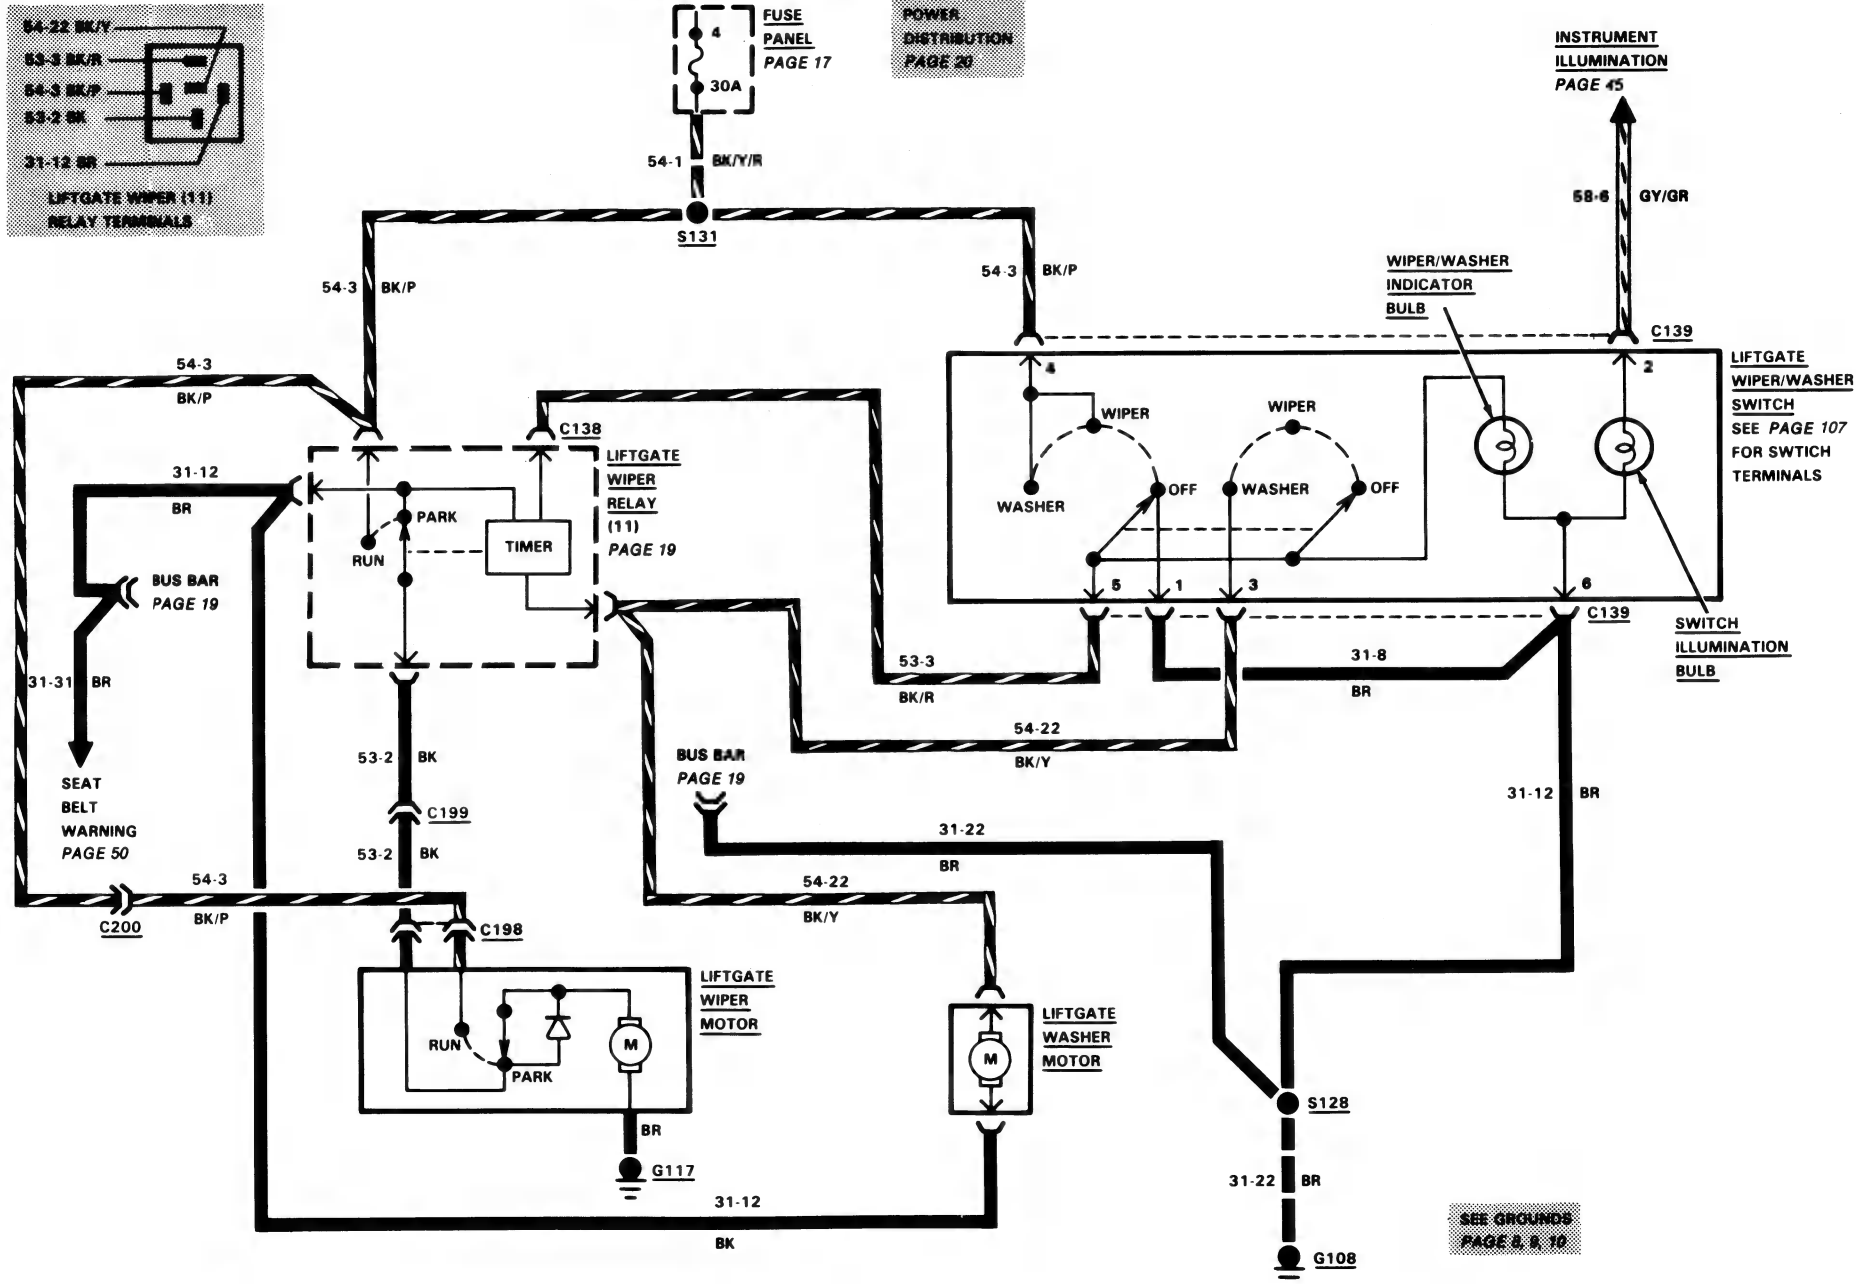 54-22 BK/Y
53-3 BK/R
54-3 BK/P
53-2 BK
31-12 BR
LIFTGATE WIPER (11)
RELAY TERMINALS
4
30A
FUSE
PANEL
PAGE 17
POWER
DISTRIBUTION
PAGE 20
INSTRUMENT
ILLUMINATION
PAGE 45
54-1
BK/Y/R
S131
58-6
GY/GR
54-3
BK/P
54-3
BK/P
WIPER/WASHER
INDICATOR
BULB
C139
54-3
BK/P
C138
LIFTGATE
WIPER
RELAY
(11)
PAGE 19
31-12
BR
PARK
RUN
TIMER
BUS BAR
PAGE 19
31-31
BR
SEAT
BELT
WARNING
PAGE 50
4
2
WIPER
WIPER
WASHER
OFF
WASHER
OFF
5
1
3
6
LIFTGATE
WIPER/WASHER
SWITCH
SEE PAGE 107
FOR SWTICH
TERMINALS
C139
SWITCH
ILLUMINATION
BULB
53-3
BK/R
31-8
BR
54-22
BK/Y
53-2
BK
C199
53-2
BK
BUS BAR
PAGE 19
31-22
BR
31-12
BR
54-3
BK/P
C200
C198
54-22
BK/Y
LIFTGATE
WIPER
MOTOR
RUN
PARK
M
BR
G117
M
LIFTGATE
WASHER
MOTOR
31-12
BK
S128
31-22
BR
G108
SEE GROUNDS
PAGE 8, 9, 10